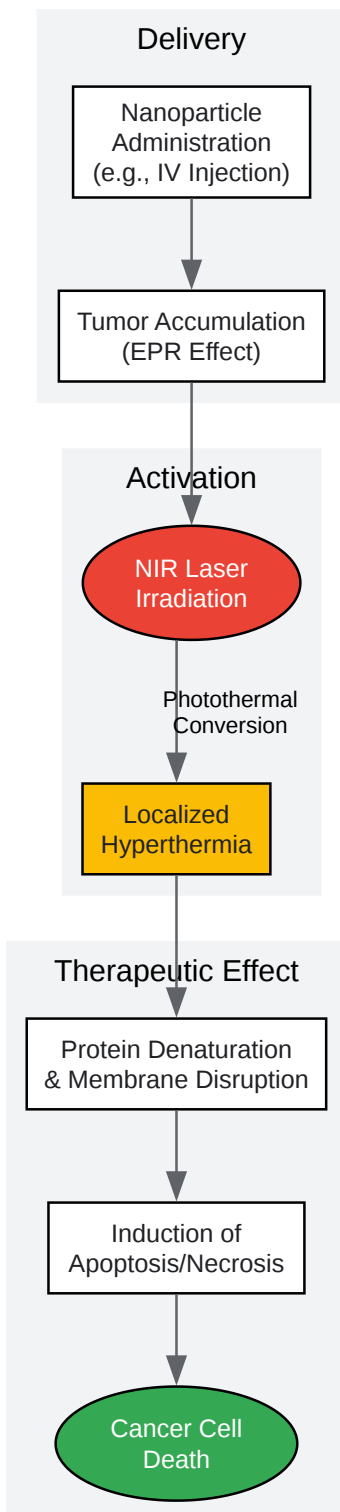 Delivery
Nanoparticle
Administration
(e.g., IV Injection)
Tumor Accumulation
(EPR Effect)
Activation
NIR Laser
Irradiation
Photothermal
Conversion
Localized
Hyperthermia
Therapeutic Effect
Protein Denaturation
& Membrane Disruption
Induction of
Apoptosis/Necrosis
Cancer Cell
Death